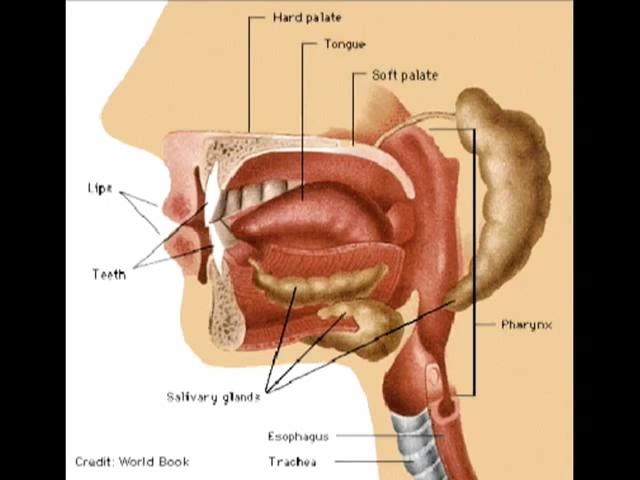 Hard palate
Tongue
Soft palate
Lips
Teeth
Pharynx
Salivary glands
Esophagus
Credit: World Book
Trachea